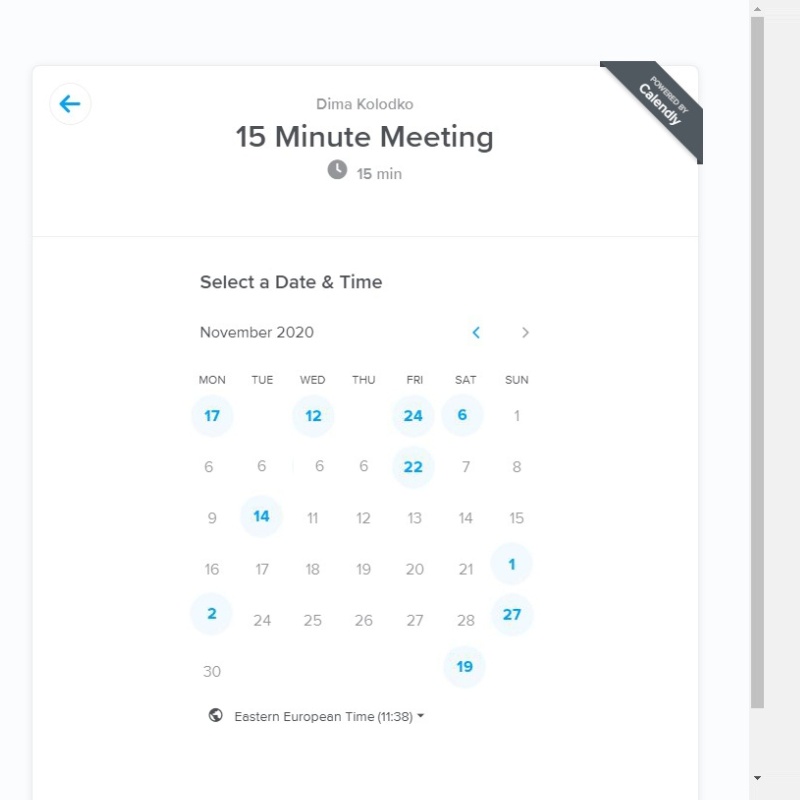 Dima Kolodko
POWERED BY
Calendly
15 Minute Meeting
15 min
Select a Date & Time
November 2020
MON TUE WED THU FRI SAT SUN
17 12 24 6 1
6 6 6 6 22 7 8
9 14 11 12 13 14 15
16 17 18 19 20 21 1
2 24 25 26 27 28 27
30 19
Eastern European Time (11:38)